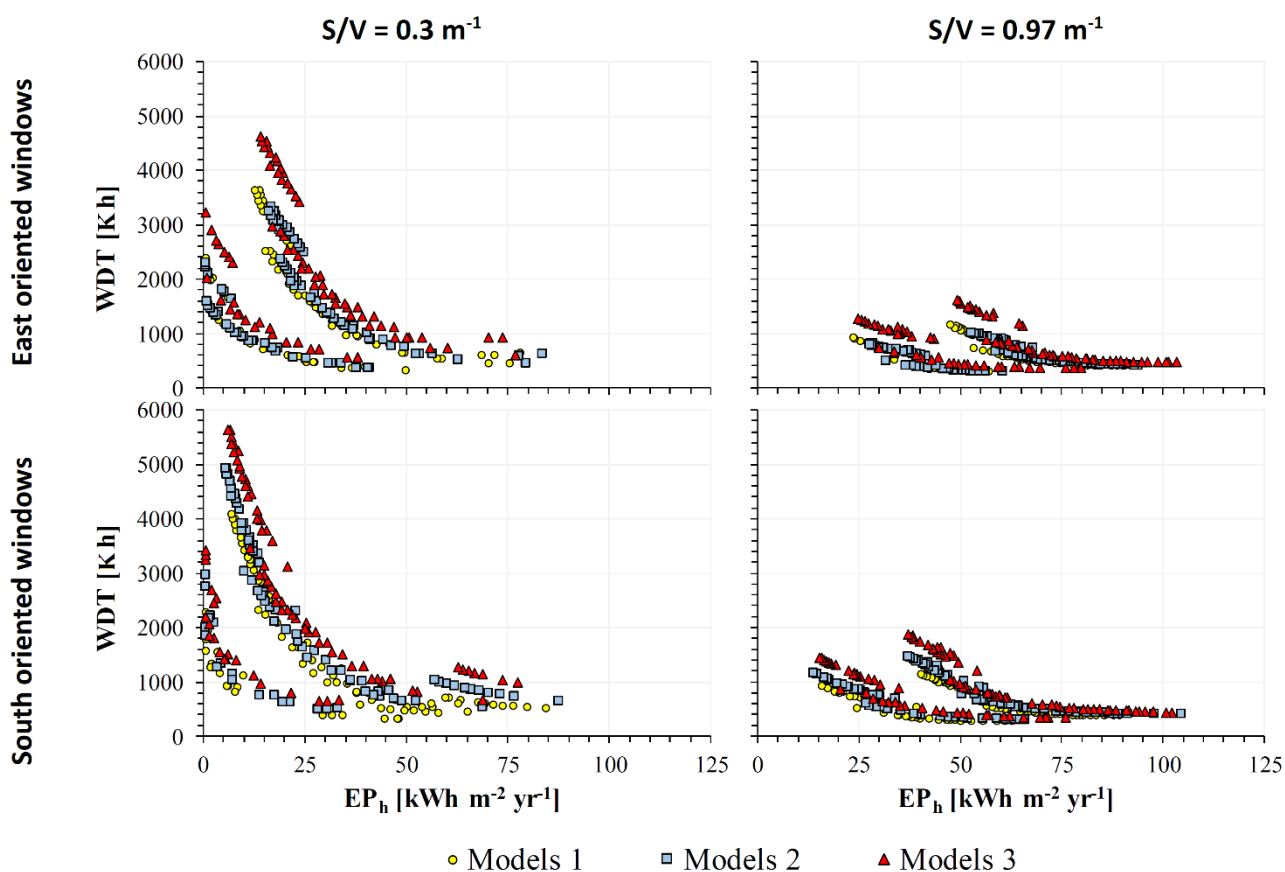 S/V = 0.3 m⁻¹
S/V = 0.97 m⁻¹
East oriented windows
WDT [K h]
6000
5000
4000
3000
2000
1000
0
South oriented windows
WDT [K h]
6000
5000
4000
3000
2000
1000
0
0 25 50 75 100 125
25 50 75 100 125
EPₕ [kWh m⁻² yr⁻¹]
EPₕ [kWh m⁻² yr⁻¹]
Models 1 Models 2 Models 3